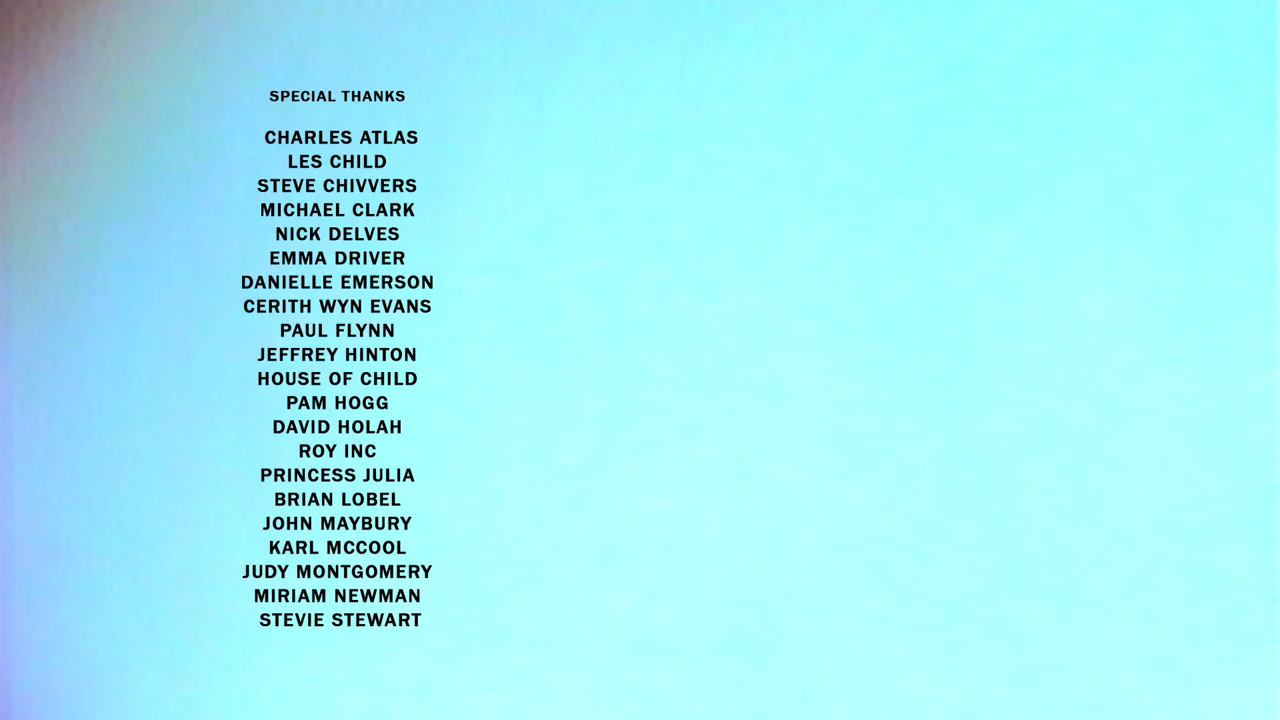 SPECIAL THANKS
CHARLES ATLAS
LES CHILD
STEVE CHIVVERS
MICHAEL CLARK
NICK DELVES
EMMA DRIVER
DANIELLE EMERSON
CERITH WYN EVANS
PAUL FLYNN
JEFFREY HINTON
HOUSE OF CHILD
PAM HOGG
DAVID HOLAH
ROY INC
PRINCESS JULIA
BRIAN LOBEL
JOHN MAYBURY
KARL MCCOOL
JUDY MONTGOMERY
MIRIAM NEWMAN
STEVIE STEWART